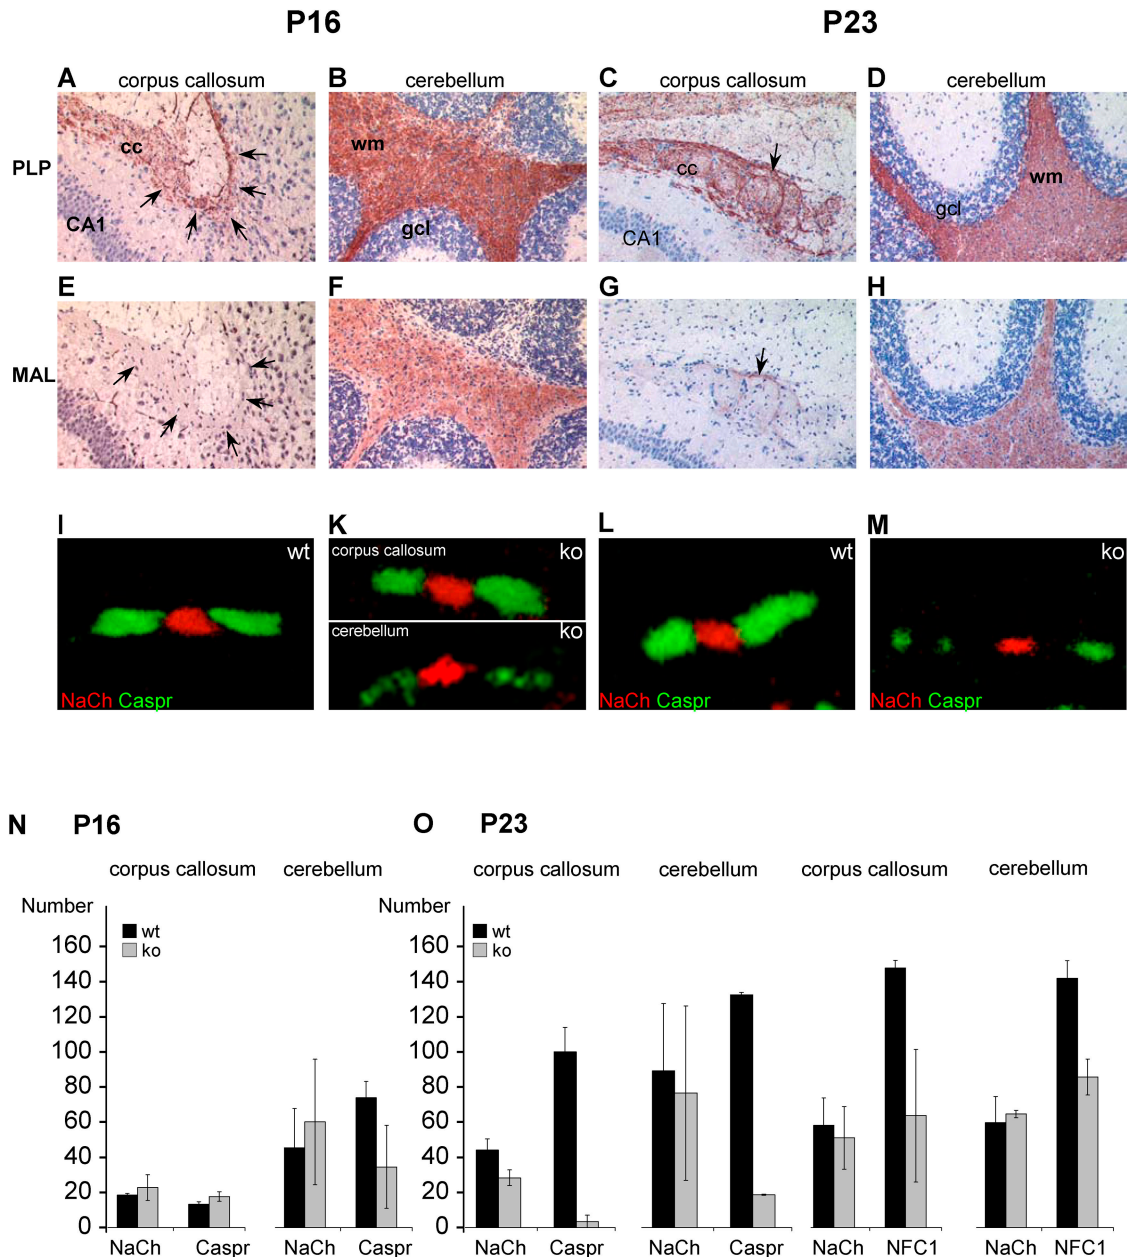 P16 P23
A corpus callosum B cerebellum C corpus callosum D cerebellum
PLP
cc wm cc wm
CA1 gcl CA1 gcl
E F G H
MAL
I K L M
wt corpus callosum ko wt ko
cerebellum ko
NaCh Caspr NaCh Caspr NaCh Caspr
N P16 O P23
corpus callosum cerebellum corpus callosum cerebellum corpus callosum cerebellum
Number Number
wt wt
ko ko
160 160
140 140
120 120
100 100
80 80
60 60
40 40
20 20
0 0
NaCh Caspr NaCh Caspr NaCh Caspr NaCh Caspr NaCh NFC1 NaCh NFC1